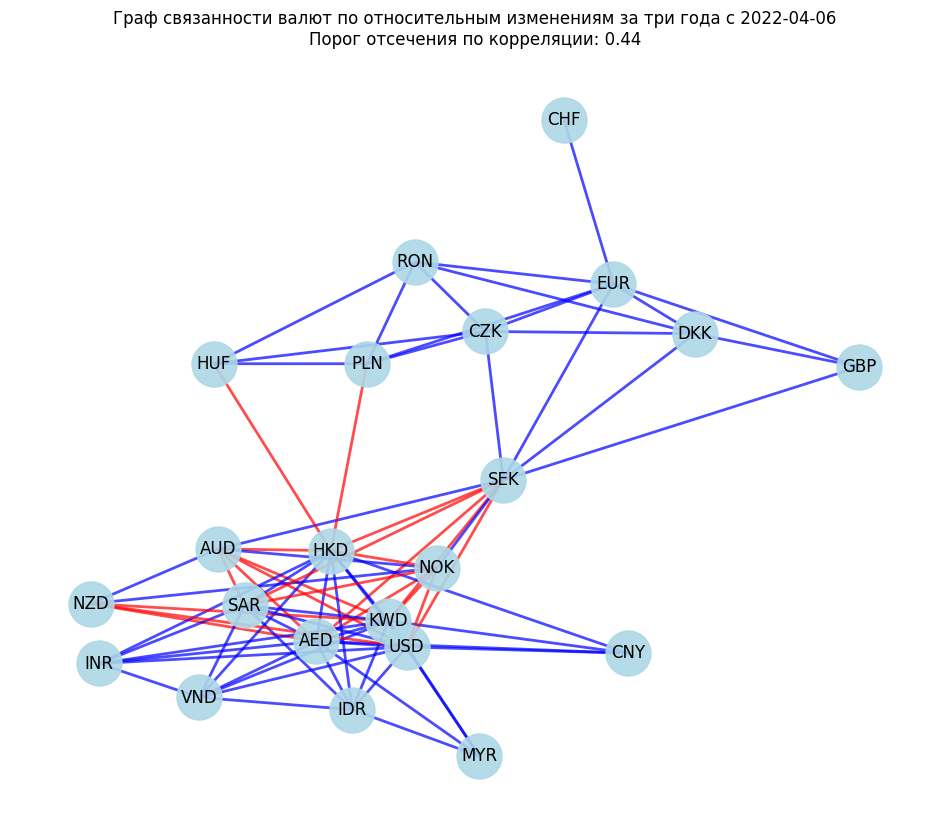 Граф связанности валют по относительным изменениям за три года с 2022-04-06
Порог отсечения по корреляции: 0.44
CHF
RON
EUR
CZK
DKK
HUF
PLN
GBP
SEK
AUD
HKD
NOK
NZD
SAR
KWD
AED
USD
CNY
INR
VND
IDR
MYR